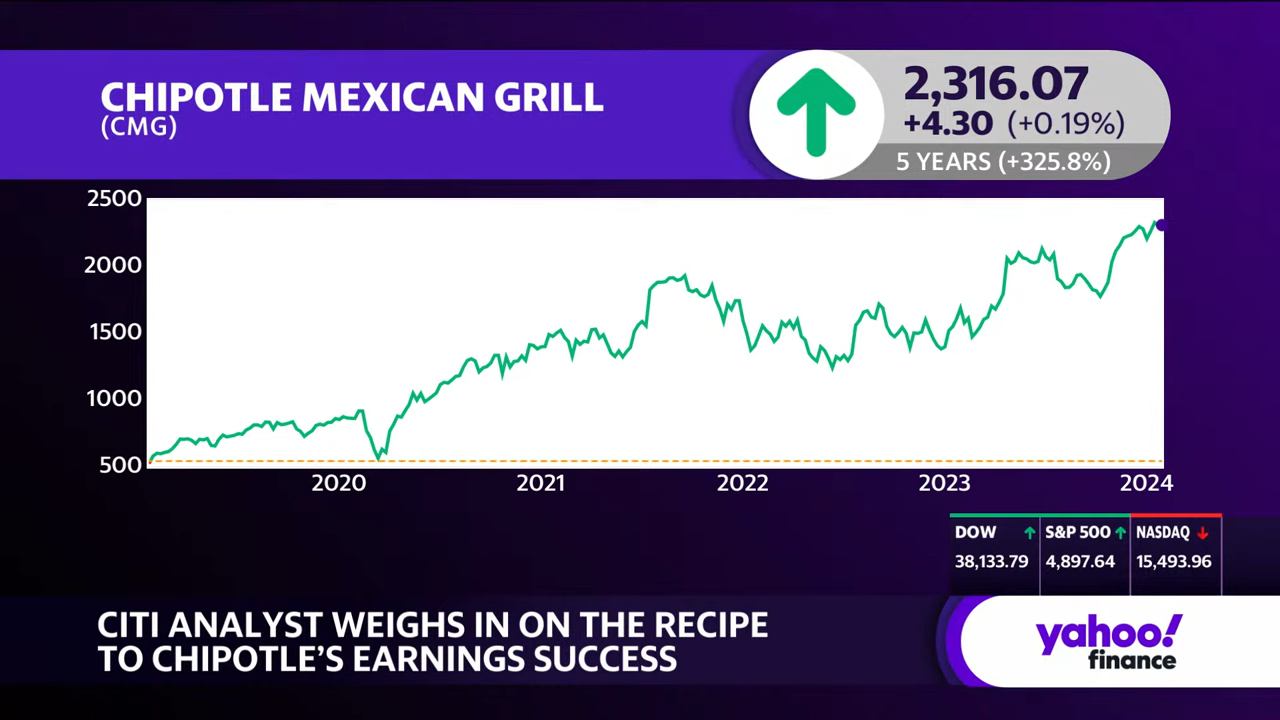 CHIPOTLE MEXICAN GRILL
(CMG)
2,316.07
+4.30 (+0.19%)
5 YEARS (+325.8%)
2500
2000
1500
1000
500
2020 2021 2022 2023 2024
DOW S&P 500 NASDAQ
38,133.79 4,897.64 15,493.96
CITI ANALYST WEIGHS IN ON THE RECIPE
TO CHIPOTLE'S EARNINGS SUCCESS
yahoo!
finance